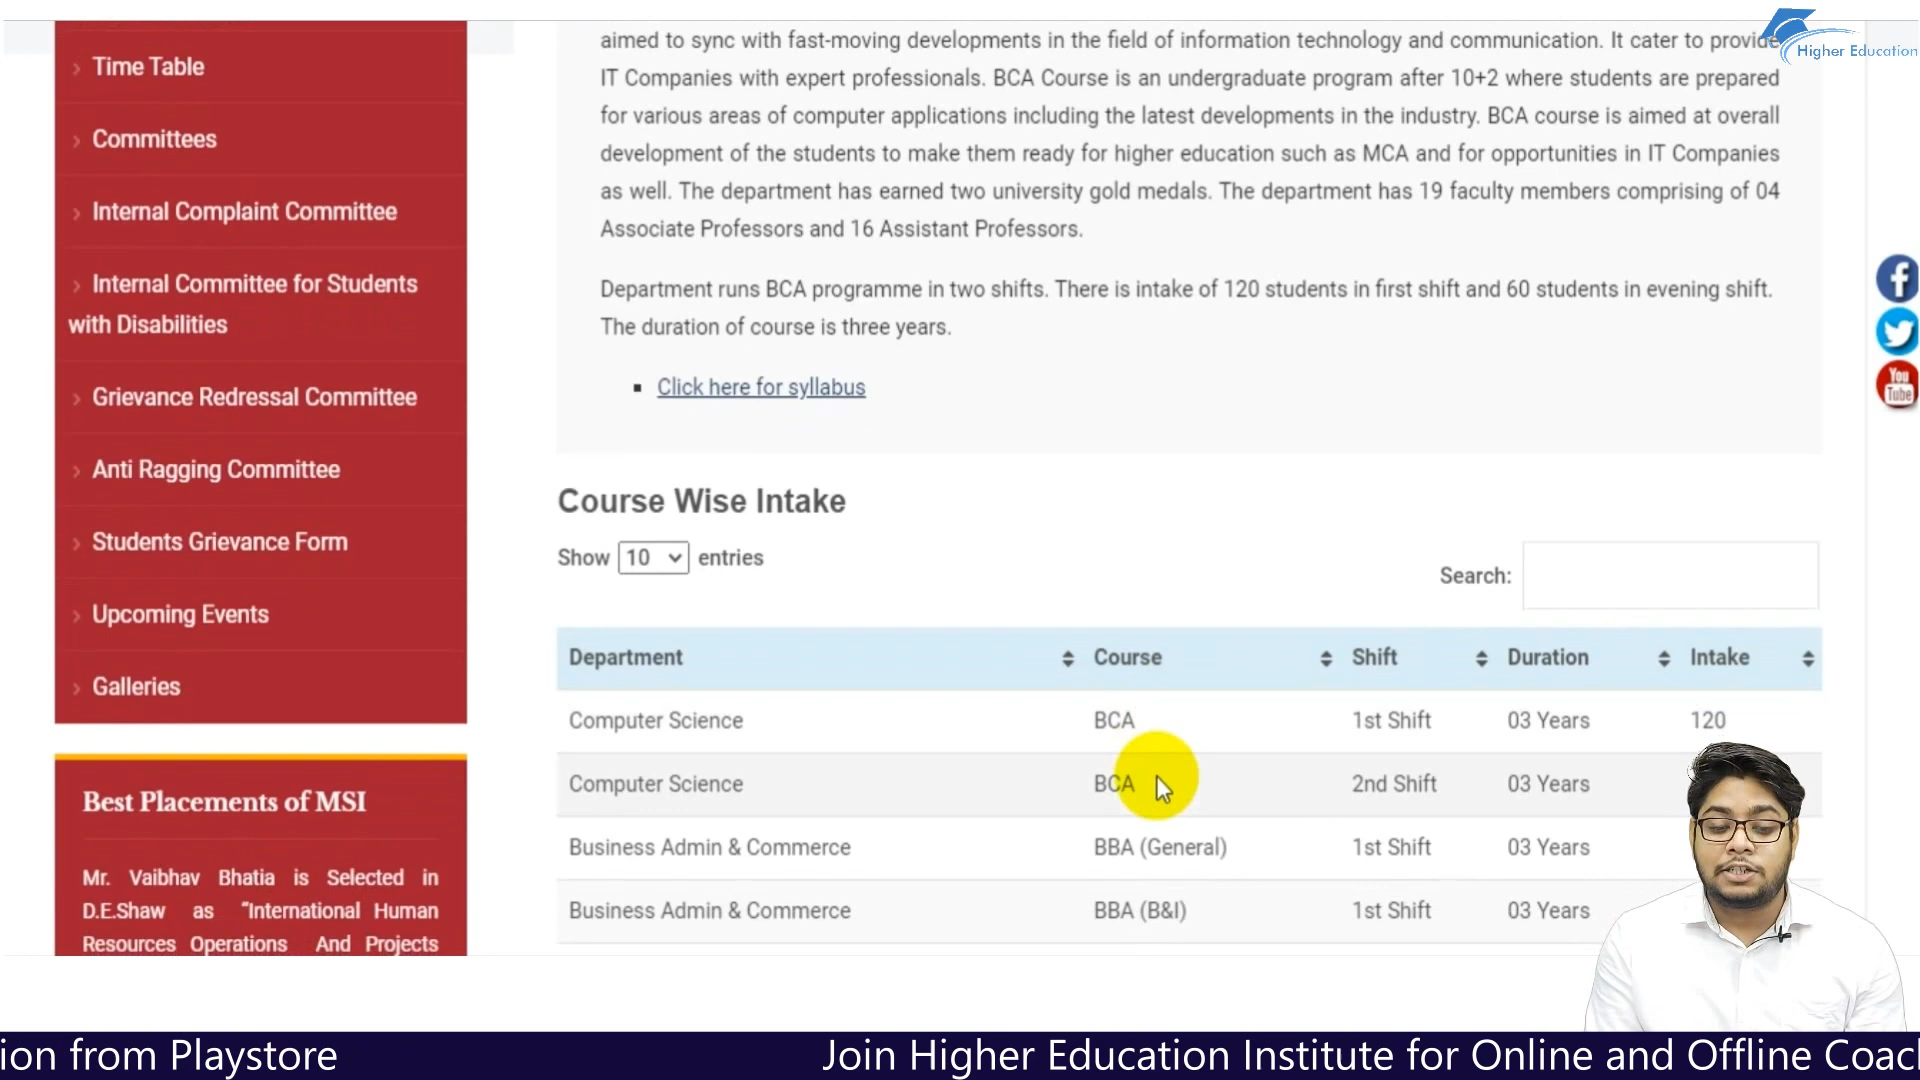 Time Table
Committees
Internal Complaint Committee
Internal Committee for Students
with Disabilities
Grievance Redressal Committee
Anti Ragging Committee
Students Grievance Form
Upcoming Events
Galleries
Best Placements of MSI
Mr. Vaibhav Bhatia is Selected in
D.E.Shaw as “International Human
Resources Operations And Projects
aimed to sync with fast-moving developments in the field of information technology and communication. It cater to provide
IT Companies with expert professionals. BCA Course is an undergraduate program after 10+2 where students are prepared
for various areas of computer applications including the latest developments in the industry. BCA course is aimed at overall
development of the students to make them ready for higher education such as MCA and for opportunities in IT Companies
as well. The department has earned two university gold medals. The department has 19 faculty members comprising of 04
Associate Professors and 16 Assistant Professors.
Department runs BCA programme in two shifts. There is intake of 120 students in first shift and 60 students in evening shift.
The duration of course is three years.
Click here for syllabus
Course Wise Intake
Show 10 entries
Search:
Department Course Shift Duration Intake
Computer Science BCA 1st Shift 03 Years 120
Computer Science BCA 2nd Shift 03 Years
Business Admin & Commerce BBA (General) 1st Shift 03 Years
Business Admin & Commerce BBA (B&I) 1st Shift 03 Years
Higher Education
You
Tube
ion from Playstore Join Higher Education Institute for Online and Offline Coac